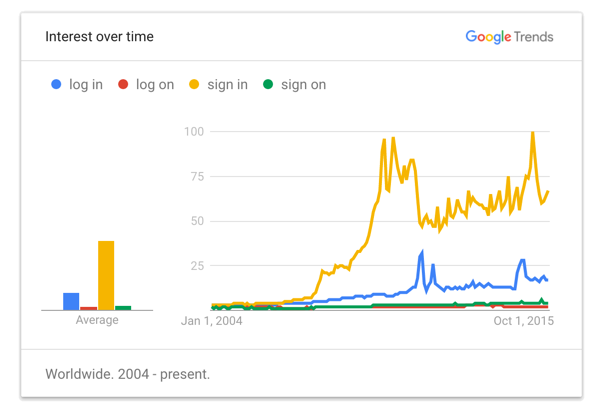 Interest over time
Google Trends
log in log on sign in sign on
100
75
50
25
Average
Jan 1, 2004 Oct 1, 2015
Worldwide. 2004 - present.